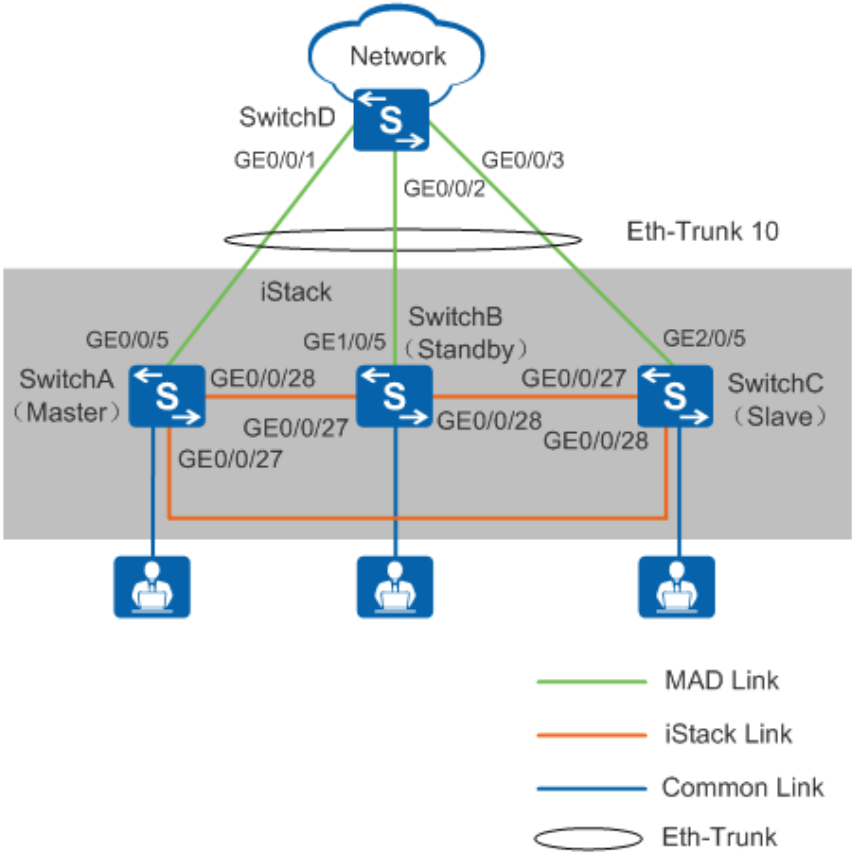 Network
SwitchD
S
GE0/0/1
GE0/0/3
GE0/0/2
Eth-Trunk 10
iStack
SwitchB
（Standby）
GE0/0/5
GE1/0/5
GE2/0/5
SwitchA
（Master）
S
GE0/0/28
S
GE0/0/27
S
SwitchC
（Slave）
GE0/0/27
GE0/0/28
GE0/0/28
GE0/0/27
MAD Link
iStack Link
Common Link
Eth-Trunk